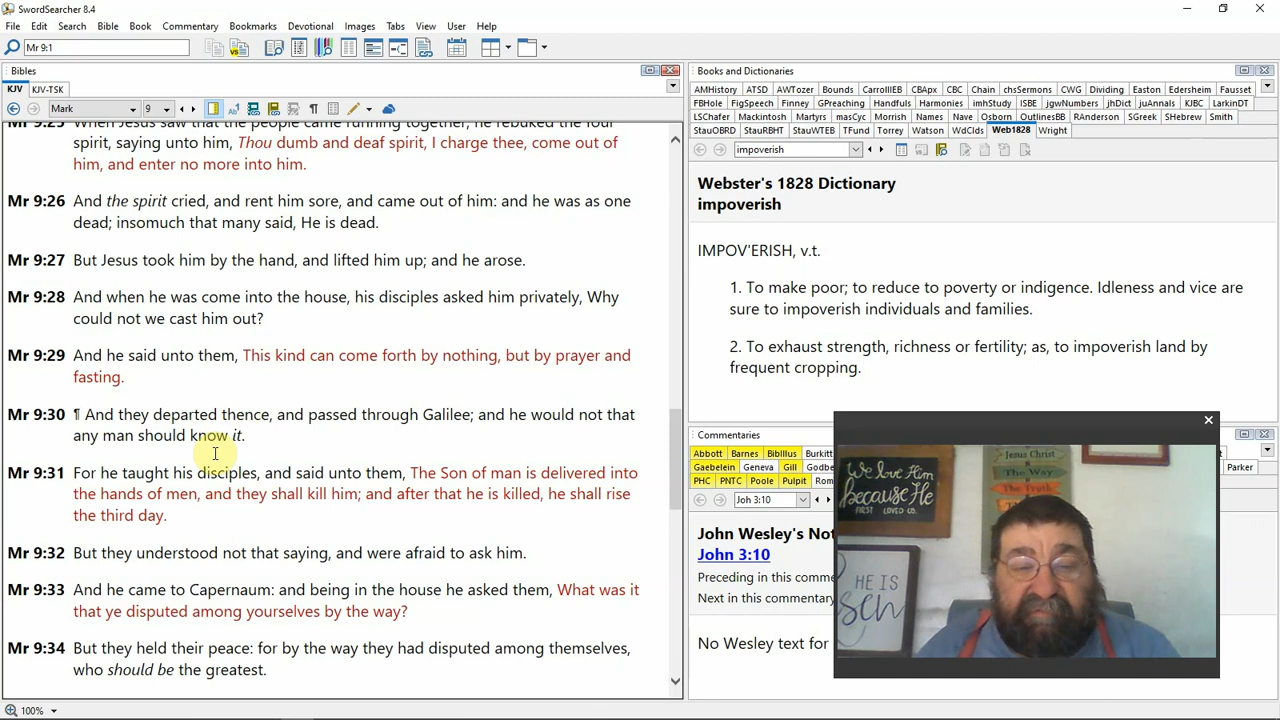 SwordSearcher 8.4
File Edit Search Bible Book Commentary Bookmarks Devotional Images Tabs View User Help
Mr 9:1
Bibles
KJV KJV-TSK
Mark 9
spirit, saying unto him, Thou dumb and deaf spirit, I charge thee, come out of
him, and enter no more into him.
Mr 9:26 And the spirit cried, and rent him sore, and came out of him: and he was as one
dead; insomuch that many said, He is dead.
Mr 9:27 But Jesus took him by the hand, and lifted him up; and he arose.
Mr 9:28 And when he was come into the house, his disciples asked him privately, Why
could not we cast him out?
Mr 9:29 And he said unto them, This kind can come forth by nothing, but by prayer and
fasting.
Mr 9:30 ¶ And they departed thence, and passed through Galilee; and he would not that
any man should know it.
Mr 9:31 For he taught his disciples, and said unto them, The Son of man is delivered into
the hands of men, and they shall kill him; and after that he is killed, he shall rise
the third day.
Mr 9:32 But they understood not that saying, and were afraid to ask him.
Mr 9:33 And he came to Capernaum: and being in the house he asked them, What was it
that ye disputed among yourselves by the way?
Mr 9:34 But they held their peace: for by the way they had disputed among themselves,
who should be the greatest.
100%
Books and Dictionaries
AMHistory ATSD AWTozer Bounds CarrollIEB CBApx CBC Chain chsSermons CWG Dividing Easton Edersheim Fausset
FBHole FigSpeech Finney GPreaching Handfuls Harmonies imhStudy ISBE jgwNumbers jhDict juAnnals KJBC LarkinDT
LSChafer Mackintosh Martyrs masCyc Morrish Names Nave Osborn OutlinesBB RAnderson SGreek SHebrew Smith
StauOBRD StauRBHT StauWTEB TFund Torrey Watson WdClds Web1828 Wright
impoverish
Webster's 1828 Dictionary
impoverish
IMPOV'ERISH, v.t.
1. To make poor; to reduce to poverty or indigence. Idleness and vice are
sure to impoverish individuals and families.
2. To exhaust strength, richness or fertility; as, to impoverish land by
frequent cropping.
Commentaries
Abbott Barnes BibIllus Burkitt
Gaebelein Geneva Gill Godbe Parker
PHC PNTC Poole Pulpit Rom
Joh 3:10
John Wesley's Not
John 3:10
Preceding in this comme
Next in this commentary
No Wesley text for
we love Him
because He
FIRST LOVED US.
Jesus Christ
The Way
The Truth
HE IS